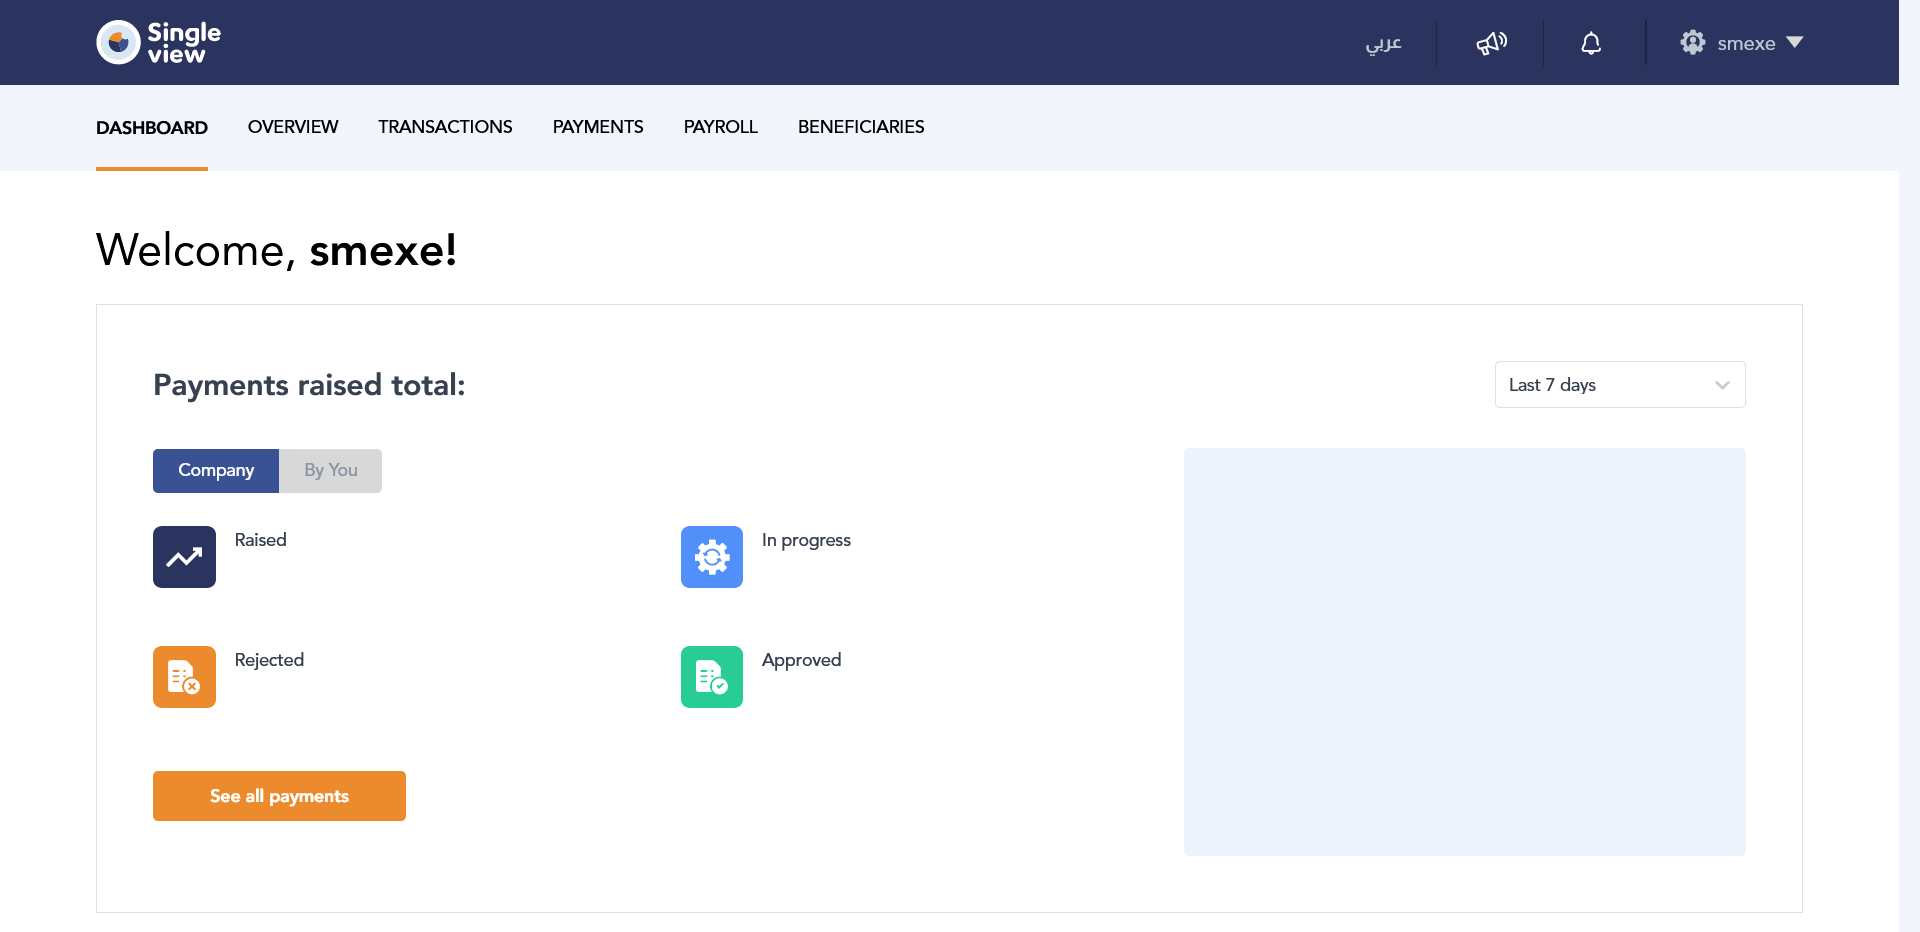 Single
view
عربي
smexe
DASHBOARD OVERVIEW TRANSACTIONS PAYMENTS PAYROLL BENEFICIARIES
Welcome, smexe!
Payments raised total:
Last 7 days
Company By You
Raised
In progress
Rejected
Approved
See all payments